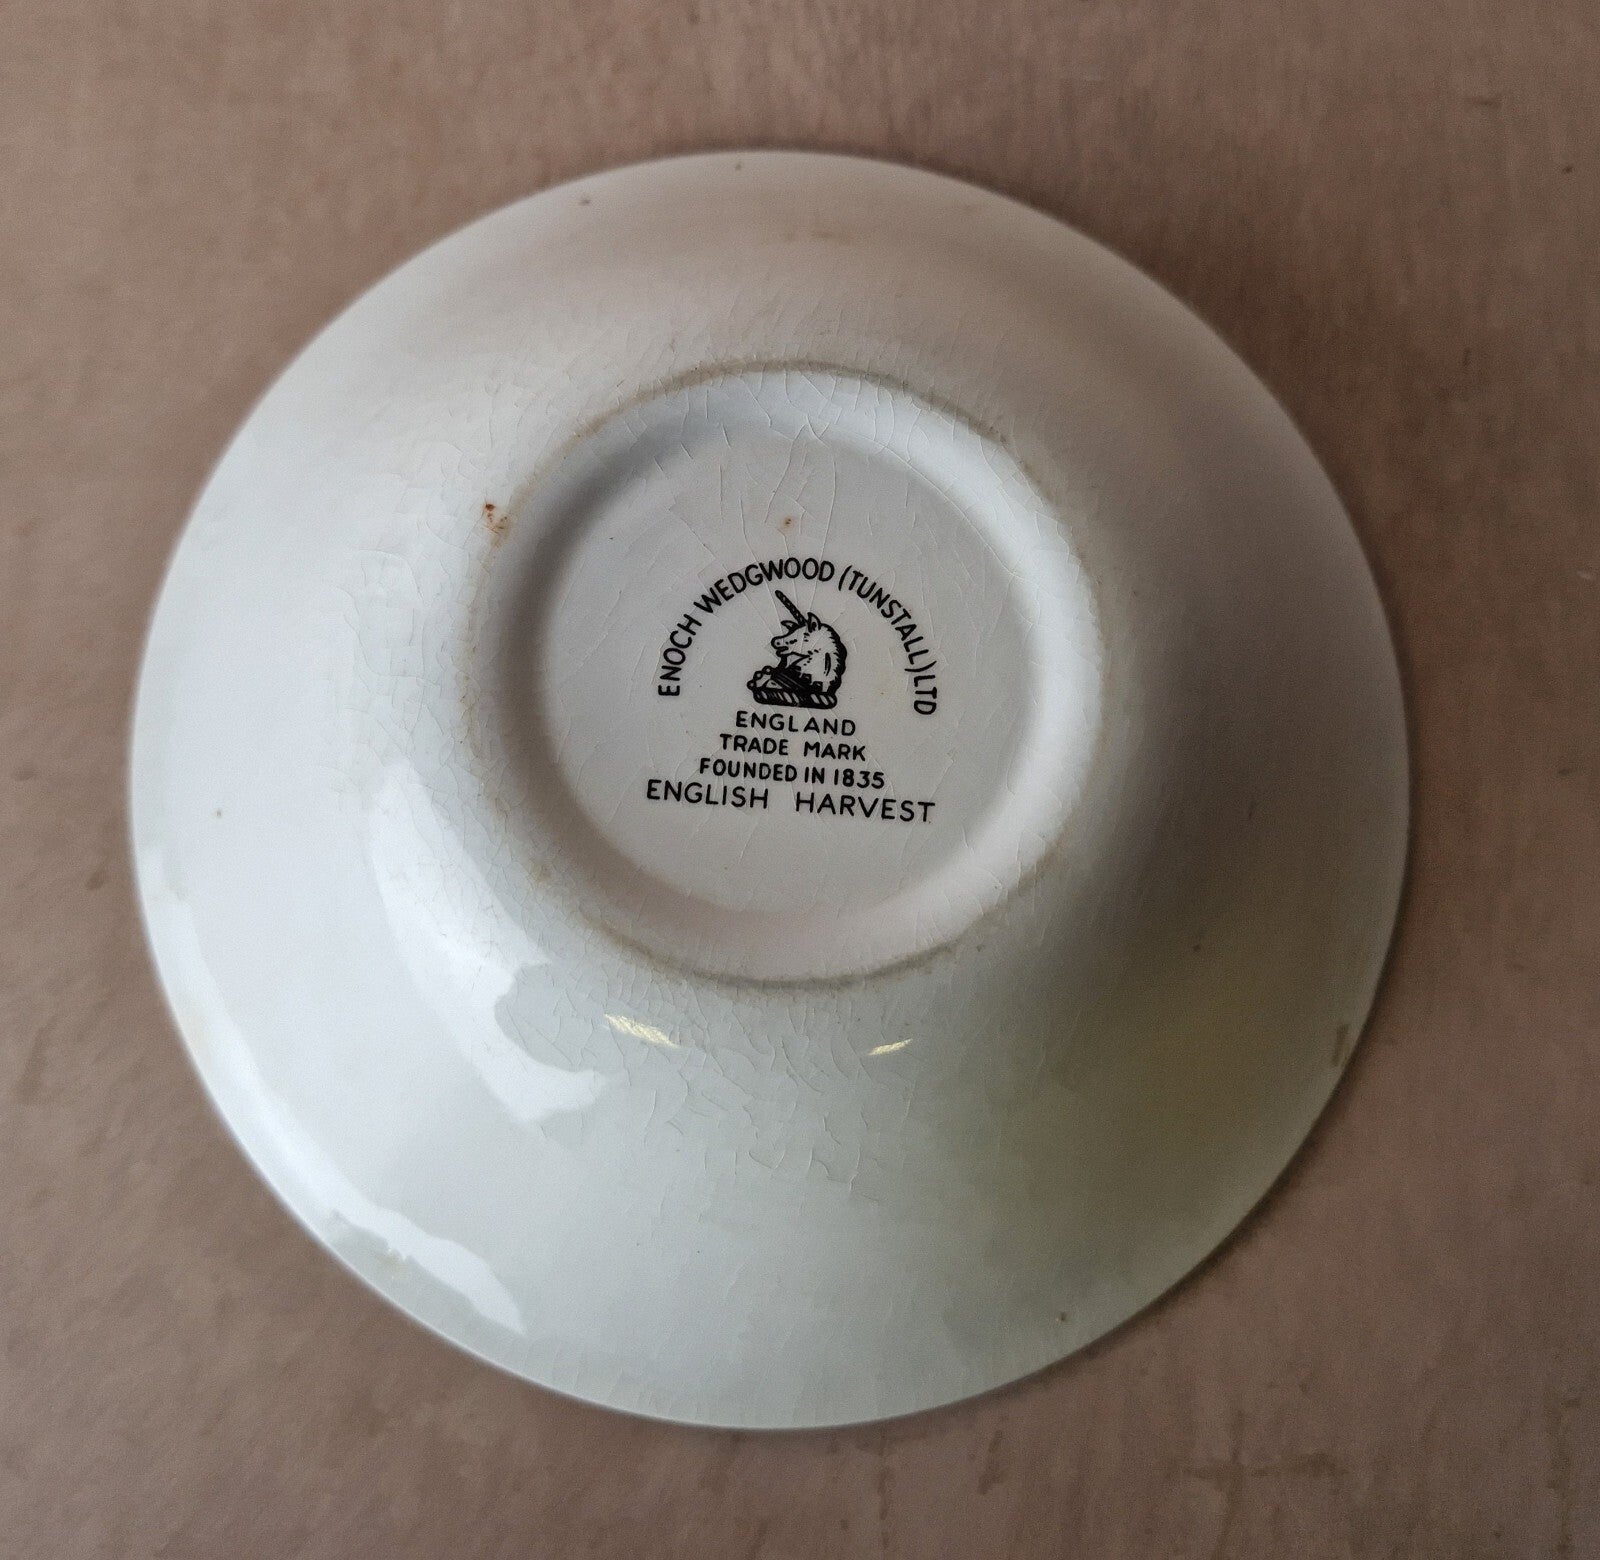 ENOCH WEDGWOOD (TUNSTALL) LTD
ENGLAND
TRADE MARK
FOUNDED IN 1835
ENGLISH HARVEST